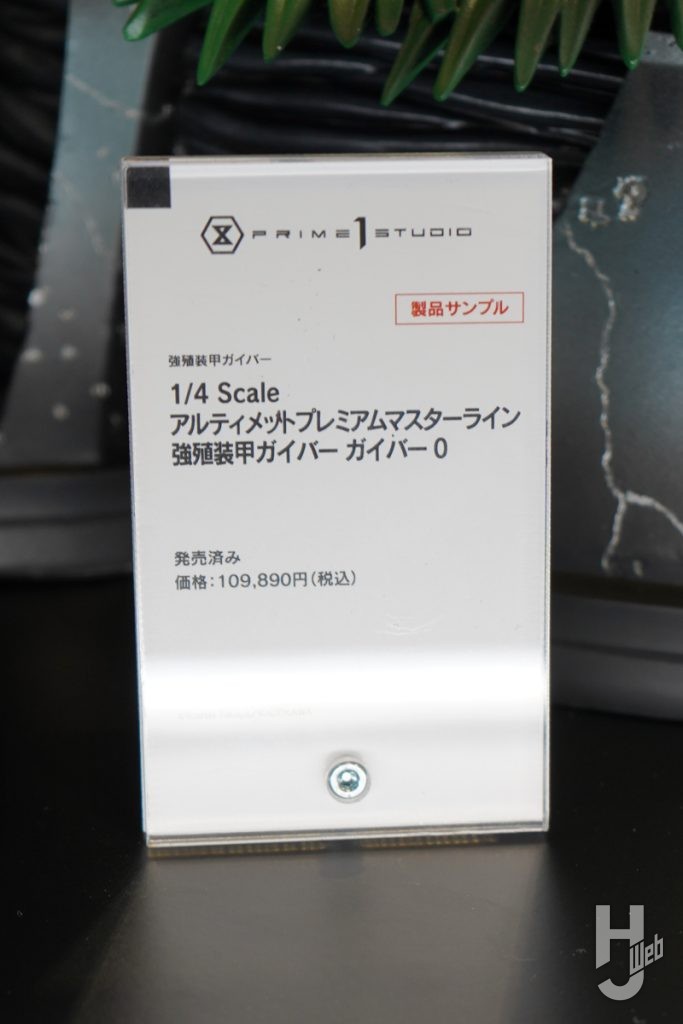 PRIME 1 STUDIO
製品サンプル
強殖装甲ガイバー
1/4 Scale
アルティメットプレミアムマスターライン
強殖装甲ガイバー ガイバー 0
発売済み
価格：109,890円（税込）
HJ Web